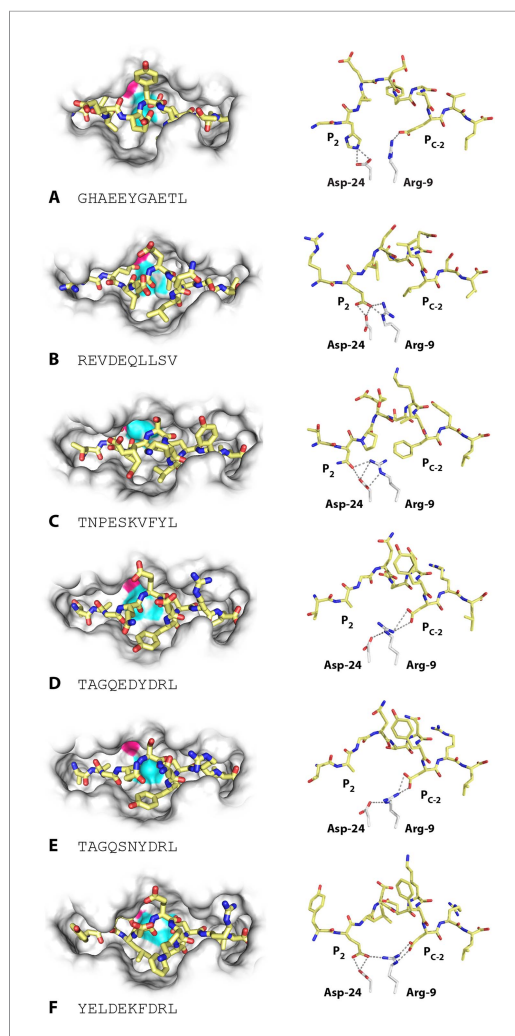 P2
PC-2
Asp-24 Arg-9
A GHAEEYGAETL
P2
PC-2
Asp-24 Arg-9
B REVDEQLLSV
P2
PC-2
Asp-24 Arg-9
C TNPESKVFYL
P2
PC-2
Asp-24 Arg-9
D TAGQEDYDRL
P2
PC-2
Asp-24 Arg-9
E TAGQSNYDRL
P2
PC-2
Asp-24 Arg-9
F YELDEKFDRL